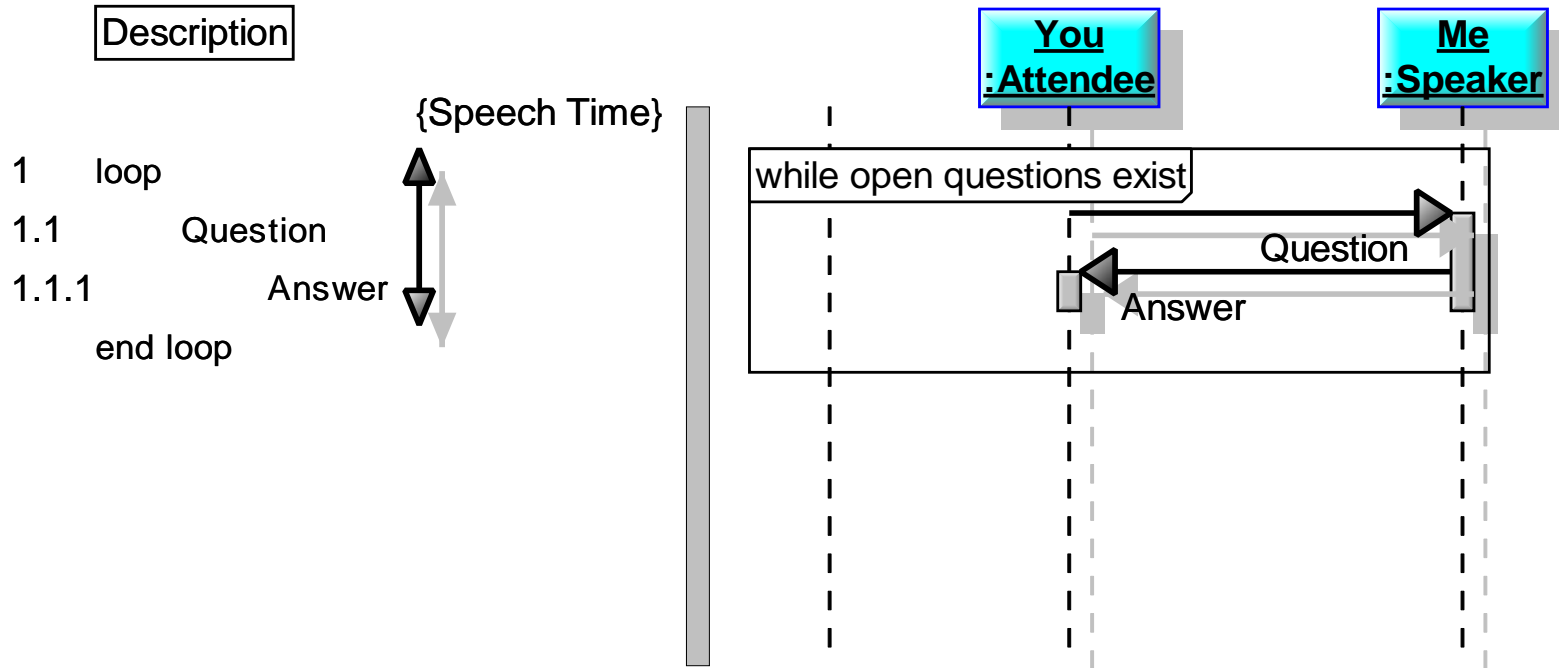 Description
{Speech Time}
1 loop
1.1 Question
1.1.1 Answer
end loop
You
:Attendee
Me
:Speaker
while open questions exist
Question
Answer